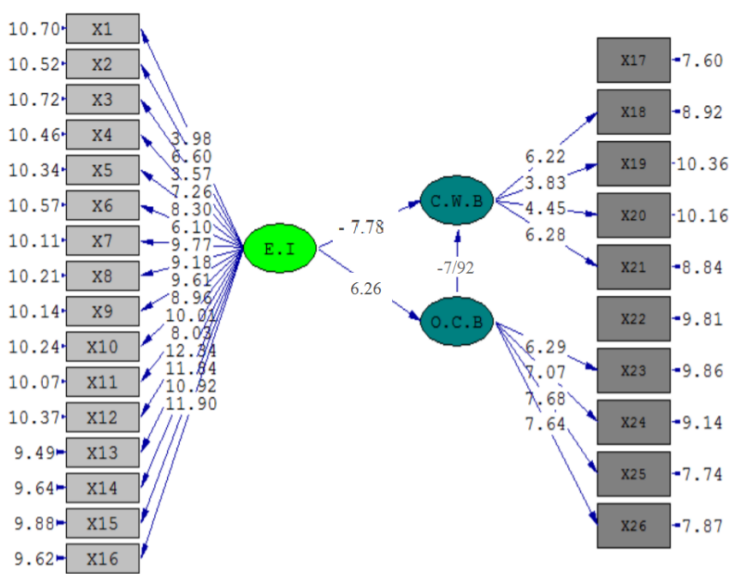 10.70 X1
10.52 X2
10.72 X3
10.46 X4
10.34 X5
10.57 X6
10.11 X7
10.21 X8
10.14 X9
10.24 X10
10.07 X11
10.37 X12
9.49 X13
9.64 X14
9.88 X15
9.62 X16
3.98
6.60
3.57
7.26
8.30
6.10
9.77
9.18
9.61
8.96
10.01
8.03
12.34
11.84
10.92
11.90
E.I
- 7.78
6.26
C.W.B
-7/92
O.C.B
6.22
3.83
4.45
6.28
6.29
7.07
7.68
7.64
X17 7.60
X18 8.92
X19 10.36
X20 10.16
X21 8.84
X22 9.81
X23 9.86
X24 9.14
X25 7.74
X26 7.87